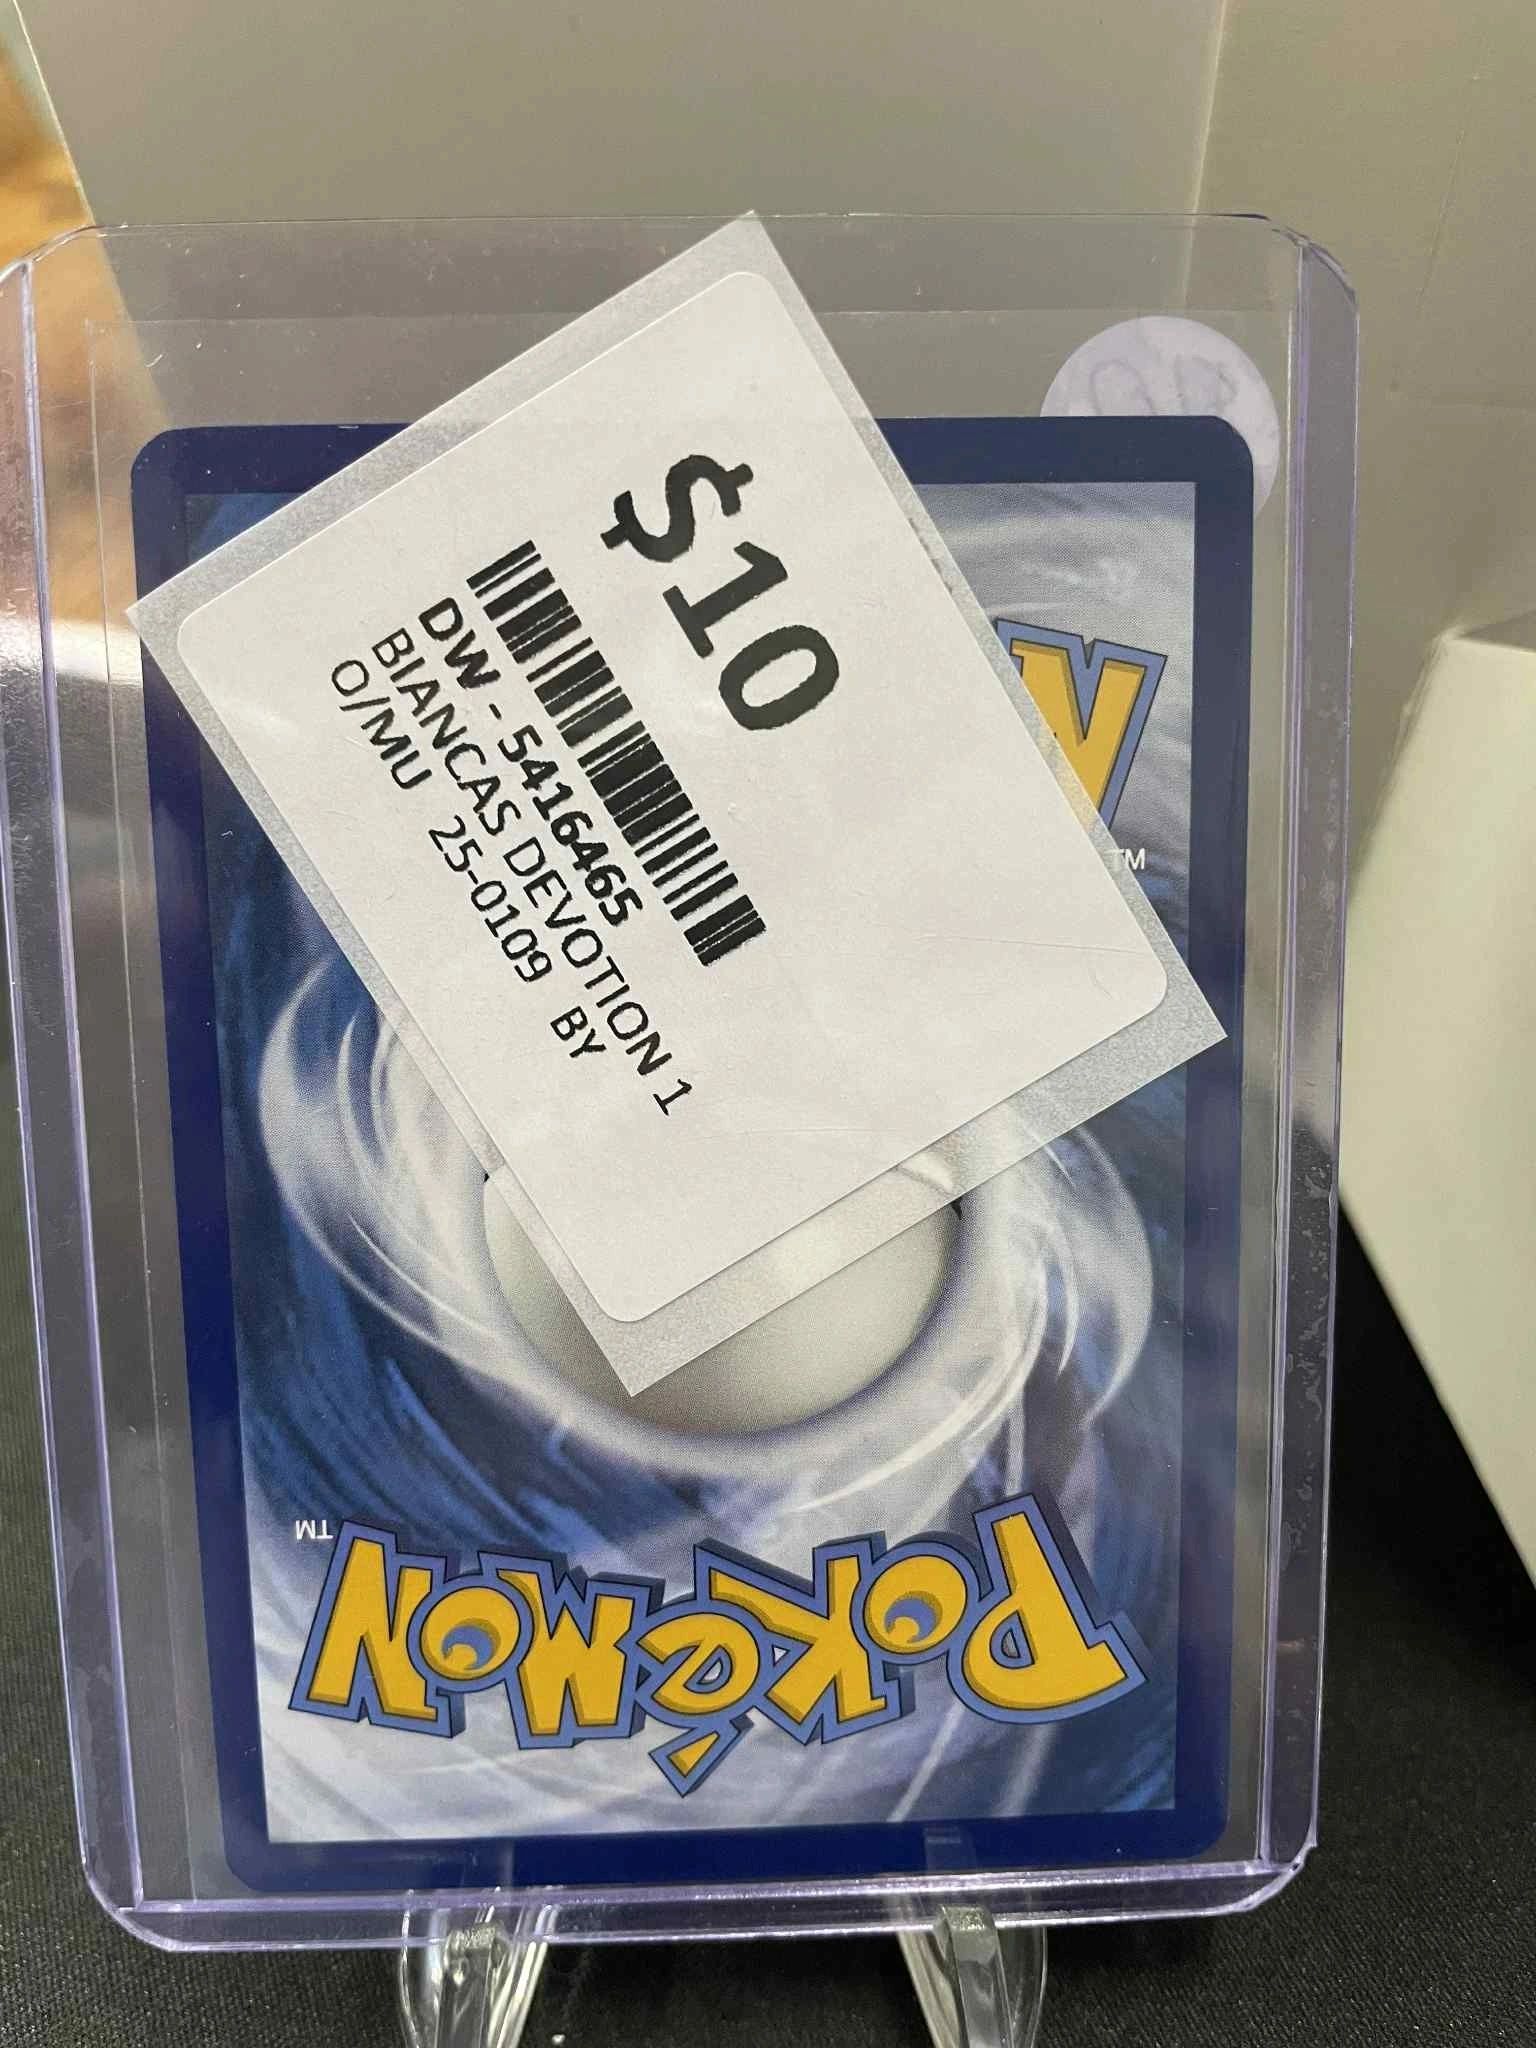 $10
DW - 5416465
BIANCAS DEVOTION 1
O/MU 25-0109 BY
TM
TM
POKéMON